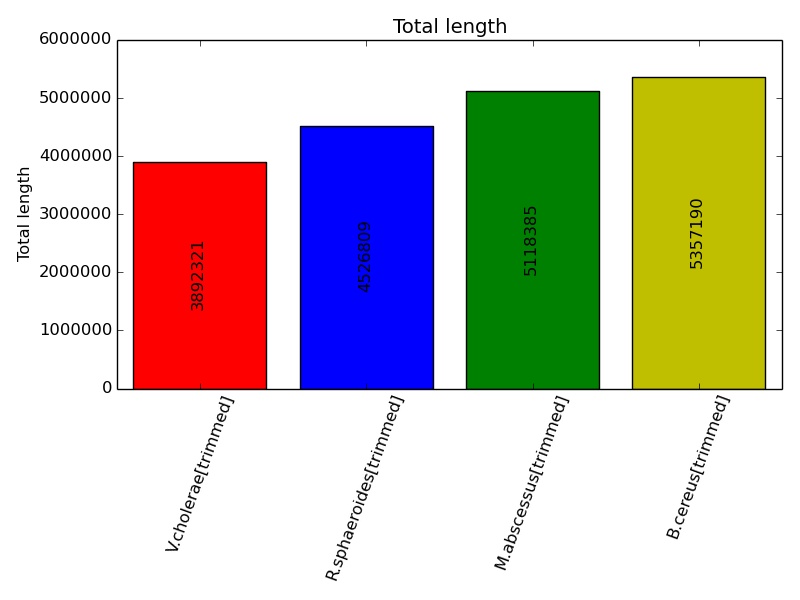 Total length
6000000
5000000
4000000
3000000
2000000
1000000
0
Total length
3892321
4526809
5118385
5357190
V.cholerae[trimmed]
R.sphaeroides[trimmed]
M.abscessus[trimmed]
B.cereus[trimmed]